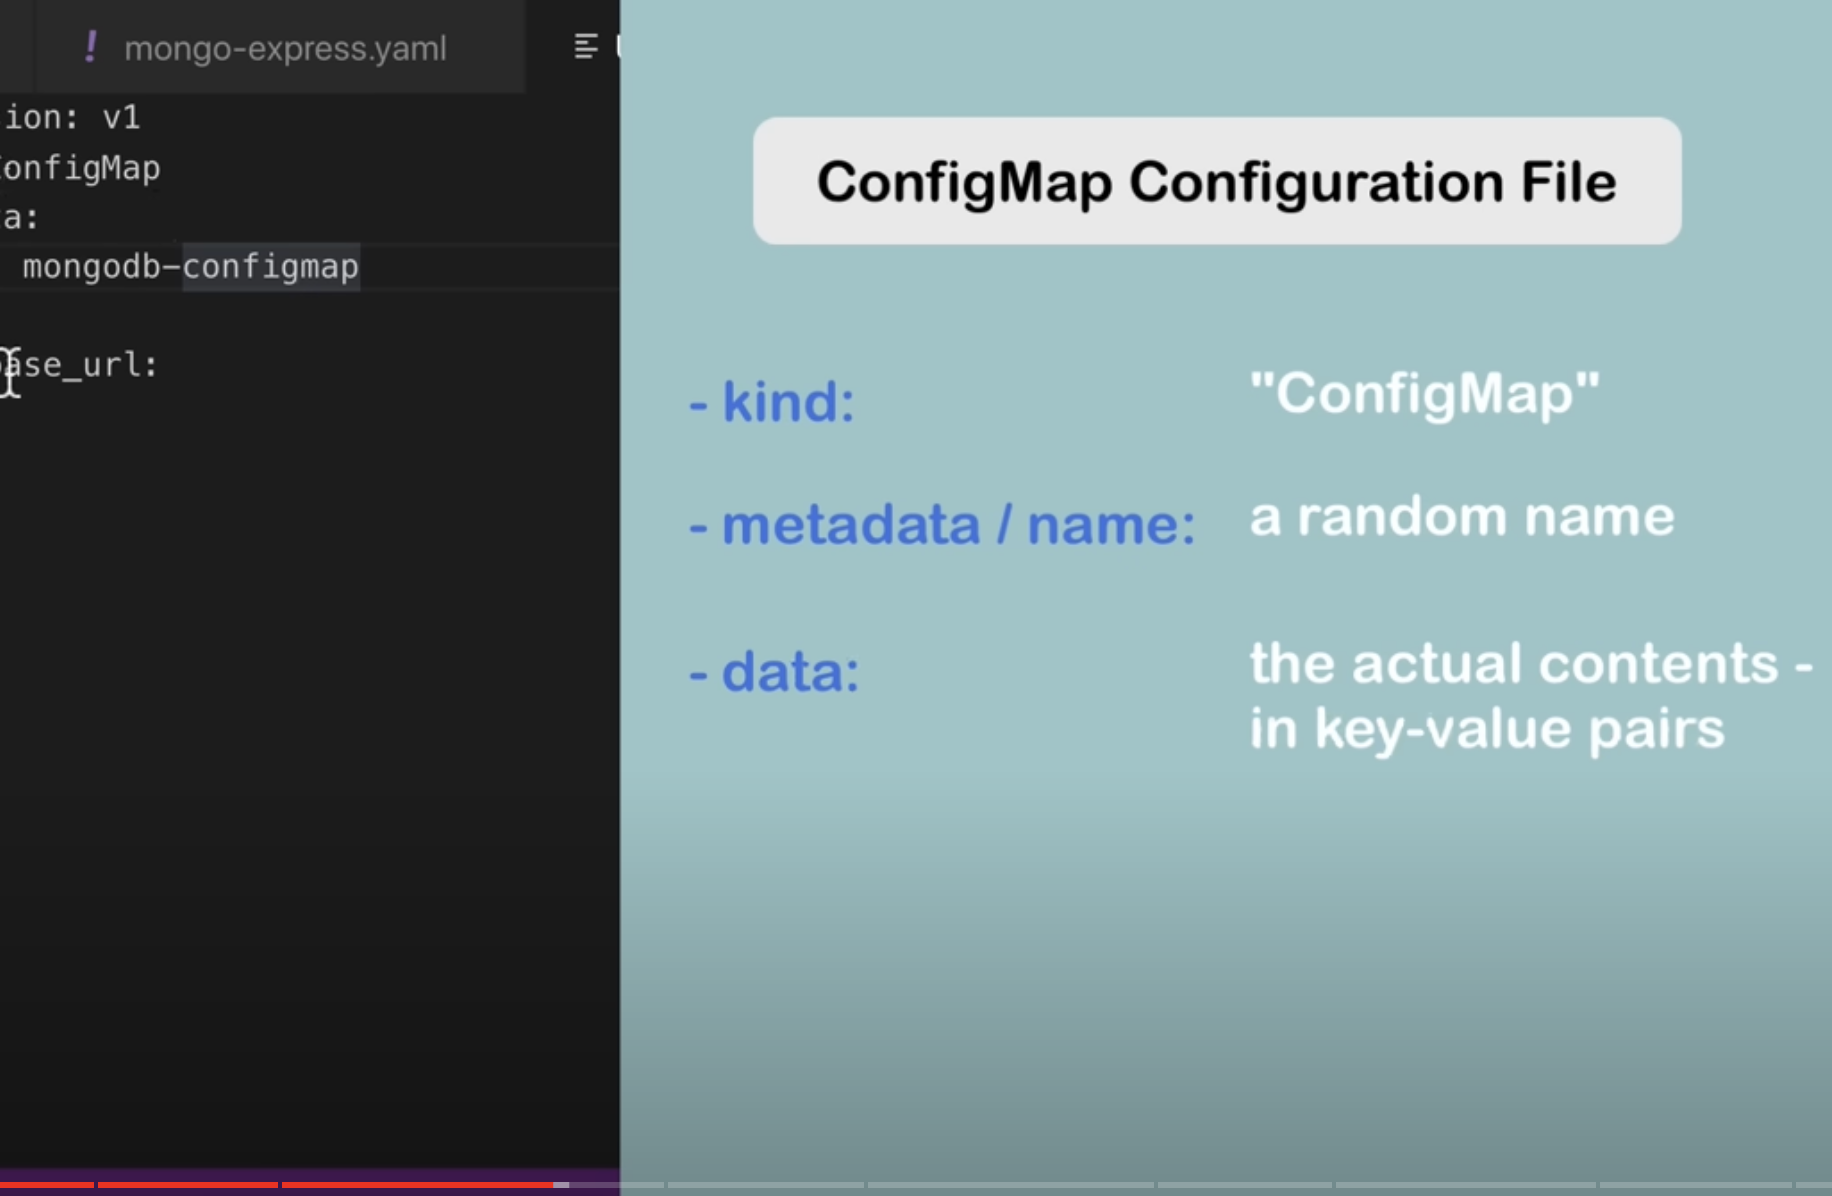 mongo-express.yaml
ion: v1
onfigMap
a:
mongodb-configmap
ase_url:
ConfigMap Configuration File
- kind: "ConfigMap"
- metadata / name: a random name
- data: the actual contents -
in key-value pairs